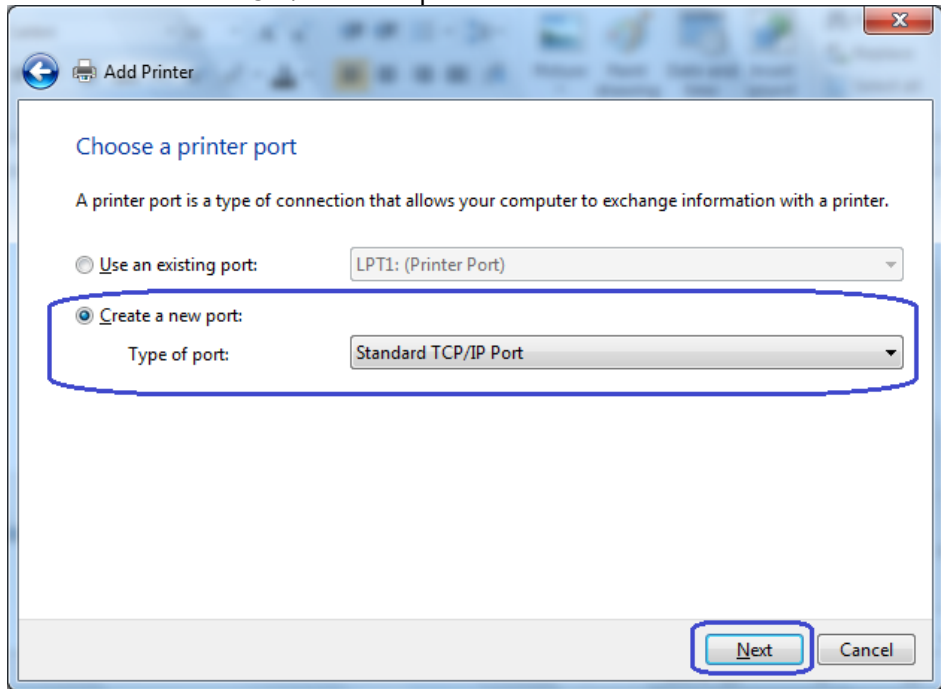 Add Printer
Choose a printer port
A printer port is a type of connection that allows your computer to exchange information with a printer.
Use an existing port: LPT1: (Printer Port)
Create a new port:
Type of port: Standard TCP/IP Port
Next Cancel